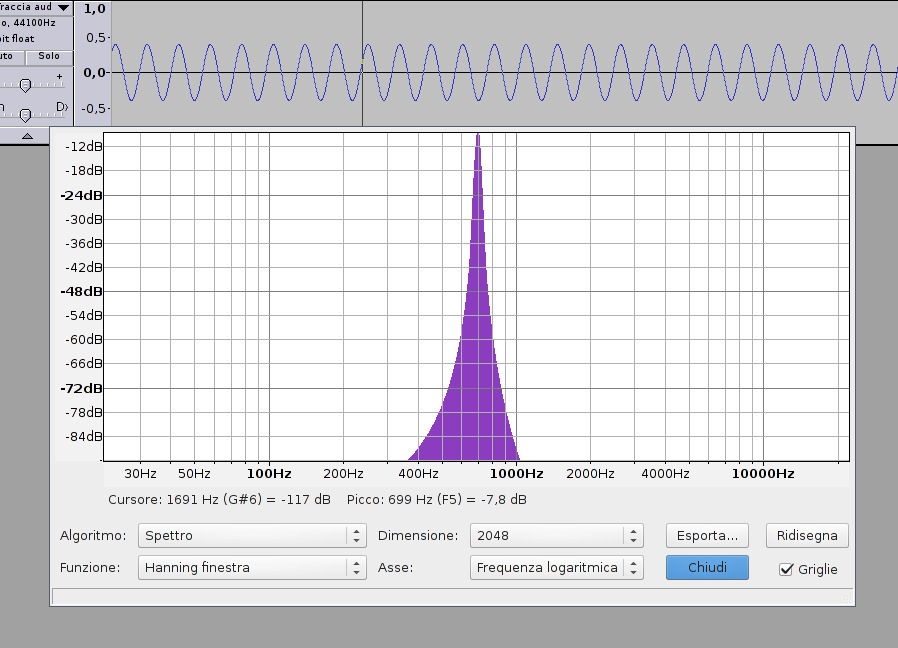 raccia aud
o, 44100Hz
bit float
uto Solo
+
D
1,0
0,5-
0,0-
-0,5-
-12dB
-18dB
-24dB
-30dB
-36dB
-42dB
-48dB
-54dB
-60dB
-66dB
-72dB
-78dB
-84dB
30Hz 50Hz 100Hz 200Hz 400Hz 1000Hz 2000Hz 4000Hz 10000Hz
Cursore: 1691 Hz (G#6) = -117 dB Picco: 699 Hz (F5) = -7,8 dB
Algoritmo: Spettro Dimensione: 2048 Esporta... Ridisegna
Funzione: Hanning finestra Asse: Frequenza logaritmica Chiudi Griglie